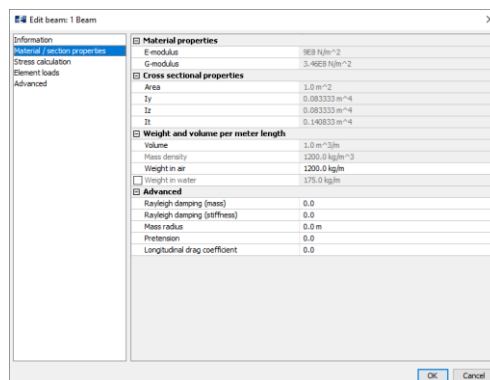 Edit beam: 1 Beam
Information
Material / section properties
Stress calculation
Element loads
Advanced
Material properties
E-modulus 9E8 N/m^2
G-modulus 3.46E8 N/m^2
Cross sectional properties
Area 1.0 m^2
Iy 0.083333 m^4
Iz 0.083333 m^4
It 0.140833 m^4
Weight and volume per meter length
Volume 1.0 m^3/m
Mass density 1200.0 kg/m^3
Weight in air 1200.0 kg/m
Weight in water 175.0 kg/m
Advanced
Rayleigh damping (mass) 0.0
Rayleigh damping (stiffness) 0.0
Mass radius 0.0 m
Pretension 0.0
Longitudinal drag coefficient 0.0
OK Cancel